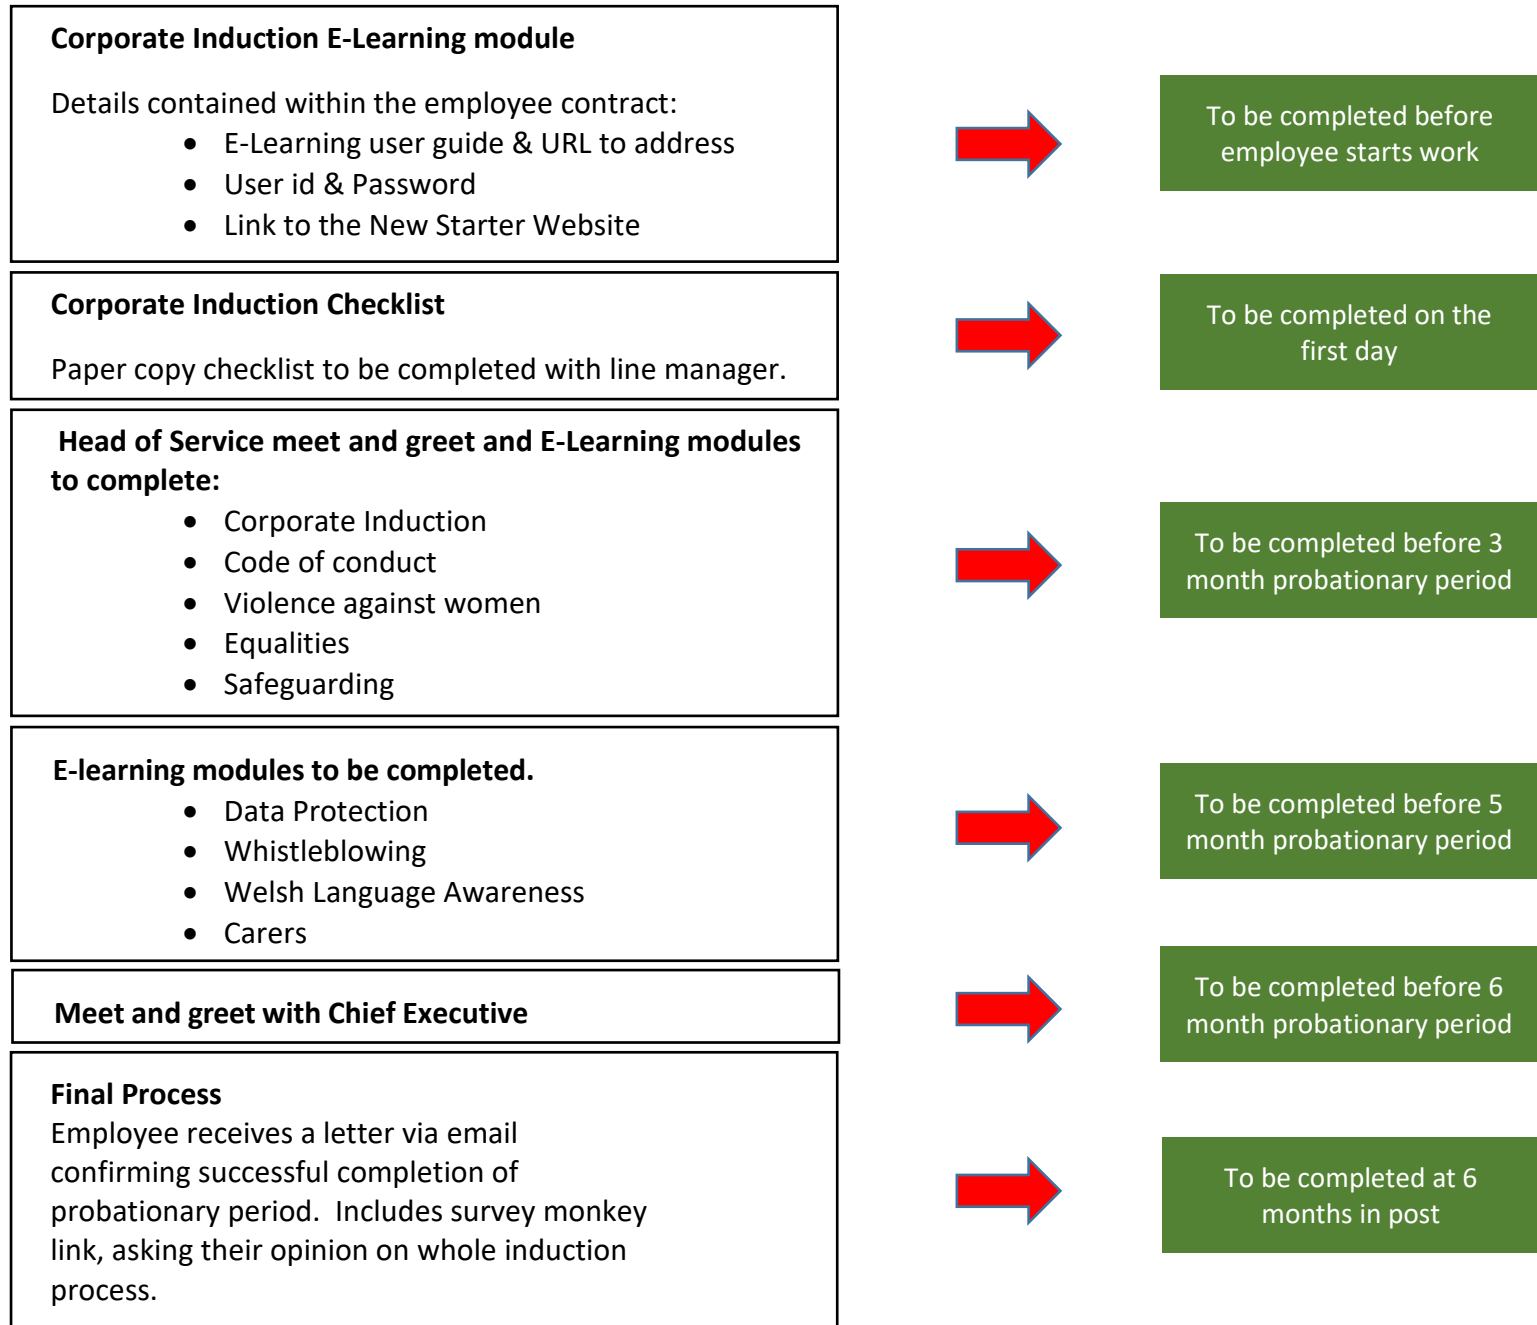 Corporate Induction E-Learning module
Details contained within the employee contract:
• E-Learning user guide & URL to address
• User id & Password
• Link to the New Starter Website
To be completed before
employee starts work
Corporate Induction Checklist
Paper copy checklist to be completed with line manager.
To be completed on the
first day
Head of Service meet and greet and E-Learning modules
to complete:
• Corporate Induction
• Code of conduct
• Violence against women
• Equalities
• Safeguarding
To be completed before 3
month probationary period
E-learning modules to be completed.
• Data Protection
• Whistleblowing
• Welsh Language Awareness
• Carers
To be completed before 5
month probationary period
Meet and greet with Chief Executive
To be completed before 6
month probationary period
Final Process
Employee receives a letter via email
confirming successful completion of
probationary period.  Includes survey monkey
link, asking their opinion on whole induction
process.
To be completed at 6
months in post